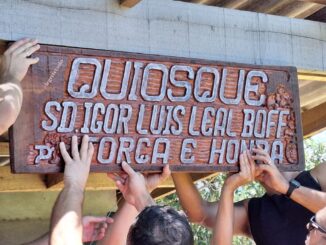 QUIOSQUE
SD.IGOR LUIS LEAL BOFF
FORÇA E HONRA